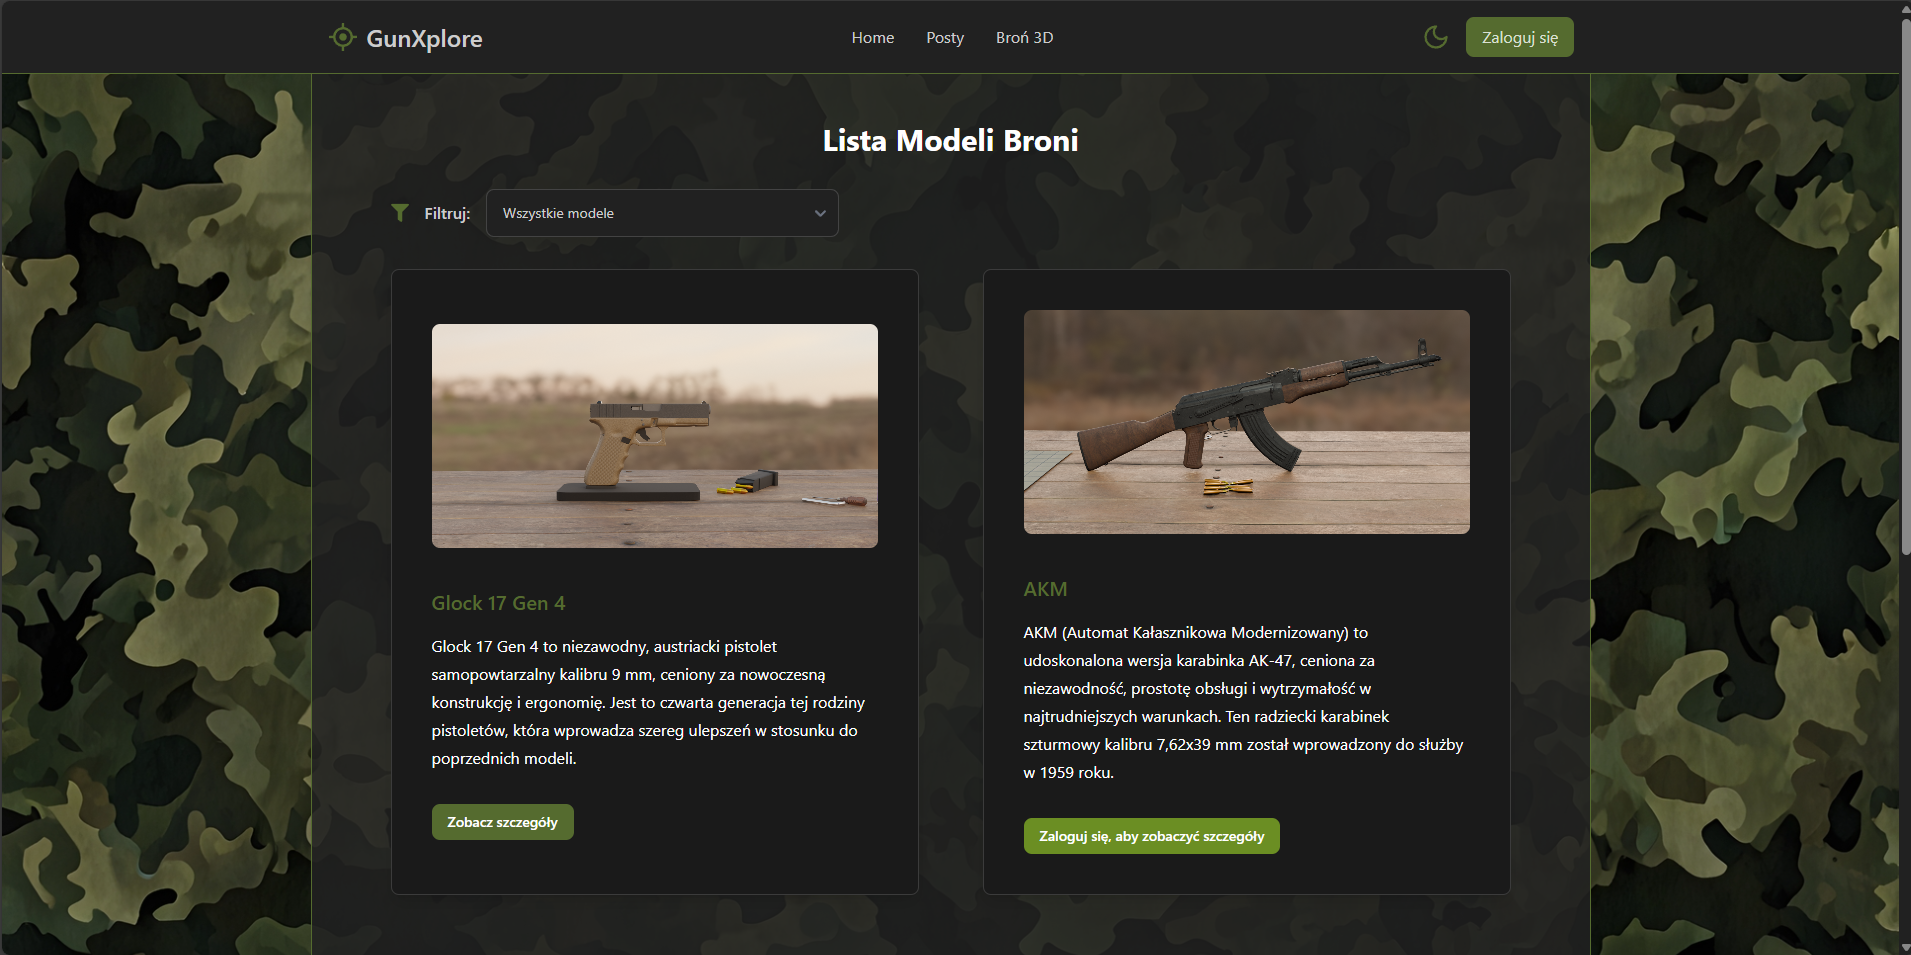 GunXplore
Home
Posty
Broń 3D
Zaloguj się
Lista Modeli Broni
Filtruj:
Wszystkie modele
Glock 17 Gen 4
Glock 17 Gen 4 to niezawodny, austriacki pistolet
samopowtarzalny kalibru 9 mm, ceniony za nowoczesną
konstrukcję i ergonomię. Jest to czwarta generacja tej rodziny
pistoletów, która wprowadza szereg ulepszeń w stosunku do
poprzednich modeli.
Zobacz szczegóły
AKM
AKM (Automat Kałasznikowa Modernizowany) to
udoskonalona wersja karabinka AK-47, ceniona za
niezawodność, prostotę obsługi i wytrzymałość w
najtrudniejszych warunkach. Ten radziecki karabinek
szturmowy kalibru 7,62x39 mm został wprowadzony do służby
w 1959 roku.
Zaloguj się, aby zobaczyć szczegóły